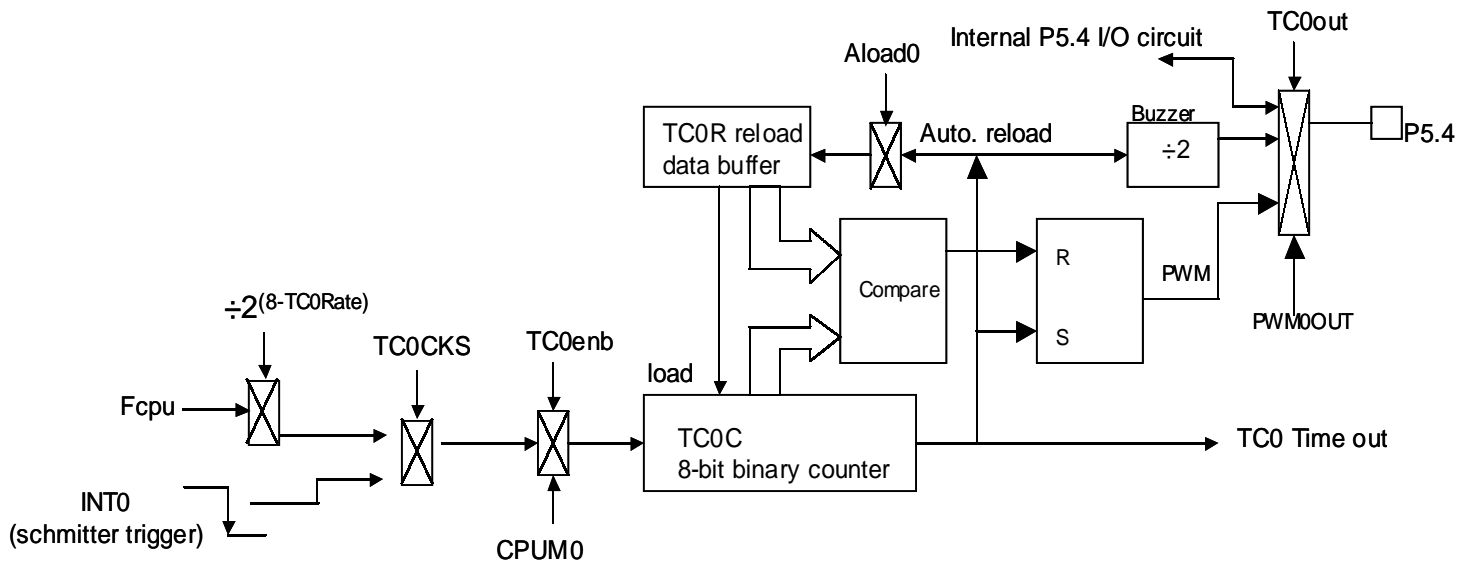 TC0out
Internal P5.4 I/O circuit
Aload0
TC0R reload
data buffer
Auto. reload
Buzzer
÷2
P5.4
Compare
R
S
PWM
PWM0OUT
÷2(8-TC0Rate)
TC0CKS
TC0enb
load
Fcpu
TC0C
8-bit binary counter
TC0 Time out
INT0
(schmitter trigger)
CPUM0